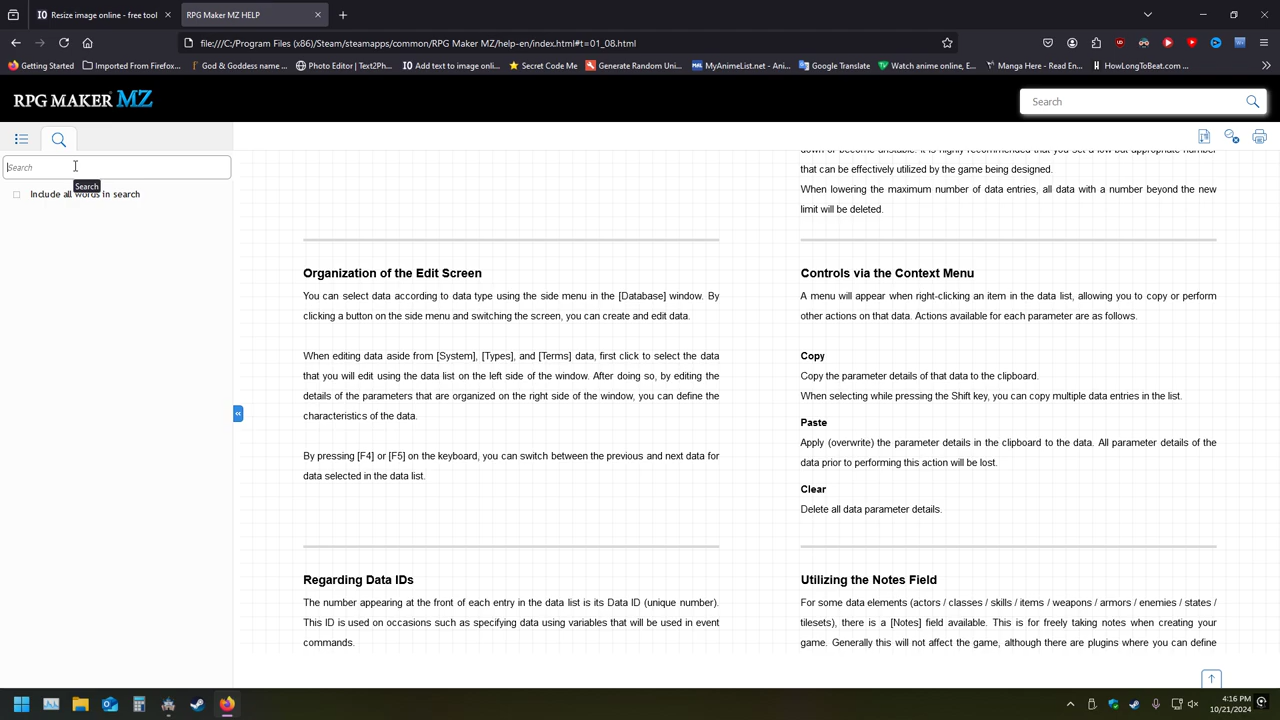 Resize image online - free tool
RPG Maker MZ HELP
file:///C:/Program Files (x86)/Steam/steamapps/common/RPG Maker MZ/help-en/index.html#t=01_08.html
Getting Started
Imported From Firefox...
God & Goddess name ...
Photo Editor | Text2Ph...
Add text to image onli...
Secret Code Me
Generate Random Uni...
MyAnimeList.net - Ani...
Google Translate
Watch anime online, E...
Manga Here - Read En...
HowLongToBeat.com ...
RPG MAKER MZ
Search
Search
Search
Include all words in search
down or become unstable. It is highly recommended that you set a low but appropriate number
that can be effectively utilized by the game being designed.
When lowering the maximum number of data entries, all data with a number beyond the new
limit will be deleted.
Organization of the Edit Screen
You can select data according to data type using the side menu in the [Database] window. By
clicking a button on the side menu and switching the screen, you can create and edit data.
When editing data aside from [System], [Types], and [Terms] data, first click to select the data
that you will edit using the data list on the left side of the window. After doing so, by editing the
details of the parameters that are organized on the right side of the window, you can define the
characteristics of the data.
By pressing [F4] or [F5] on the keyboard, you can switch between the previous and next data for
data selected in the data list.
Controls via the Context Menu
A menu will appear when right-clicking an item in the data list, allowing you to copy or perform
other actions on that data. Actions available for each parameter are as follows.
Copy
Copy the parameter details of that data to the clipboard.
When selecting while pressing the Shift key, you can copy multiple data entries in the list.
Paste
Apply (overwrite) the parameter details in the clipboard to the data. All parameter details of the
data prior to performing this action will be lost.
Clear
Delete all data parameter details.
Regarding Data IDs
The number appearing at the front of each entry in the data list is its Data ID (unique number).
This ID is used on occasions such as specifying data using variables that will be used in event
commands.
Utilizing the Notes Field
For some data elements (actors / classes / skills / items / weapons / armors / enemies / states /
tilesets), there is a [Notes] field available. This is for freely taking notes when creating your
game. Generally this will not affect the game, although there are plugins where you can define
4:16 PM
10/21/2024